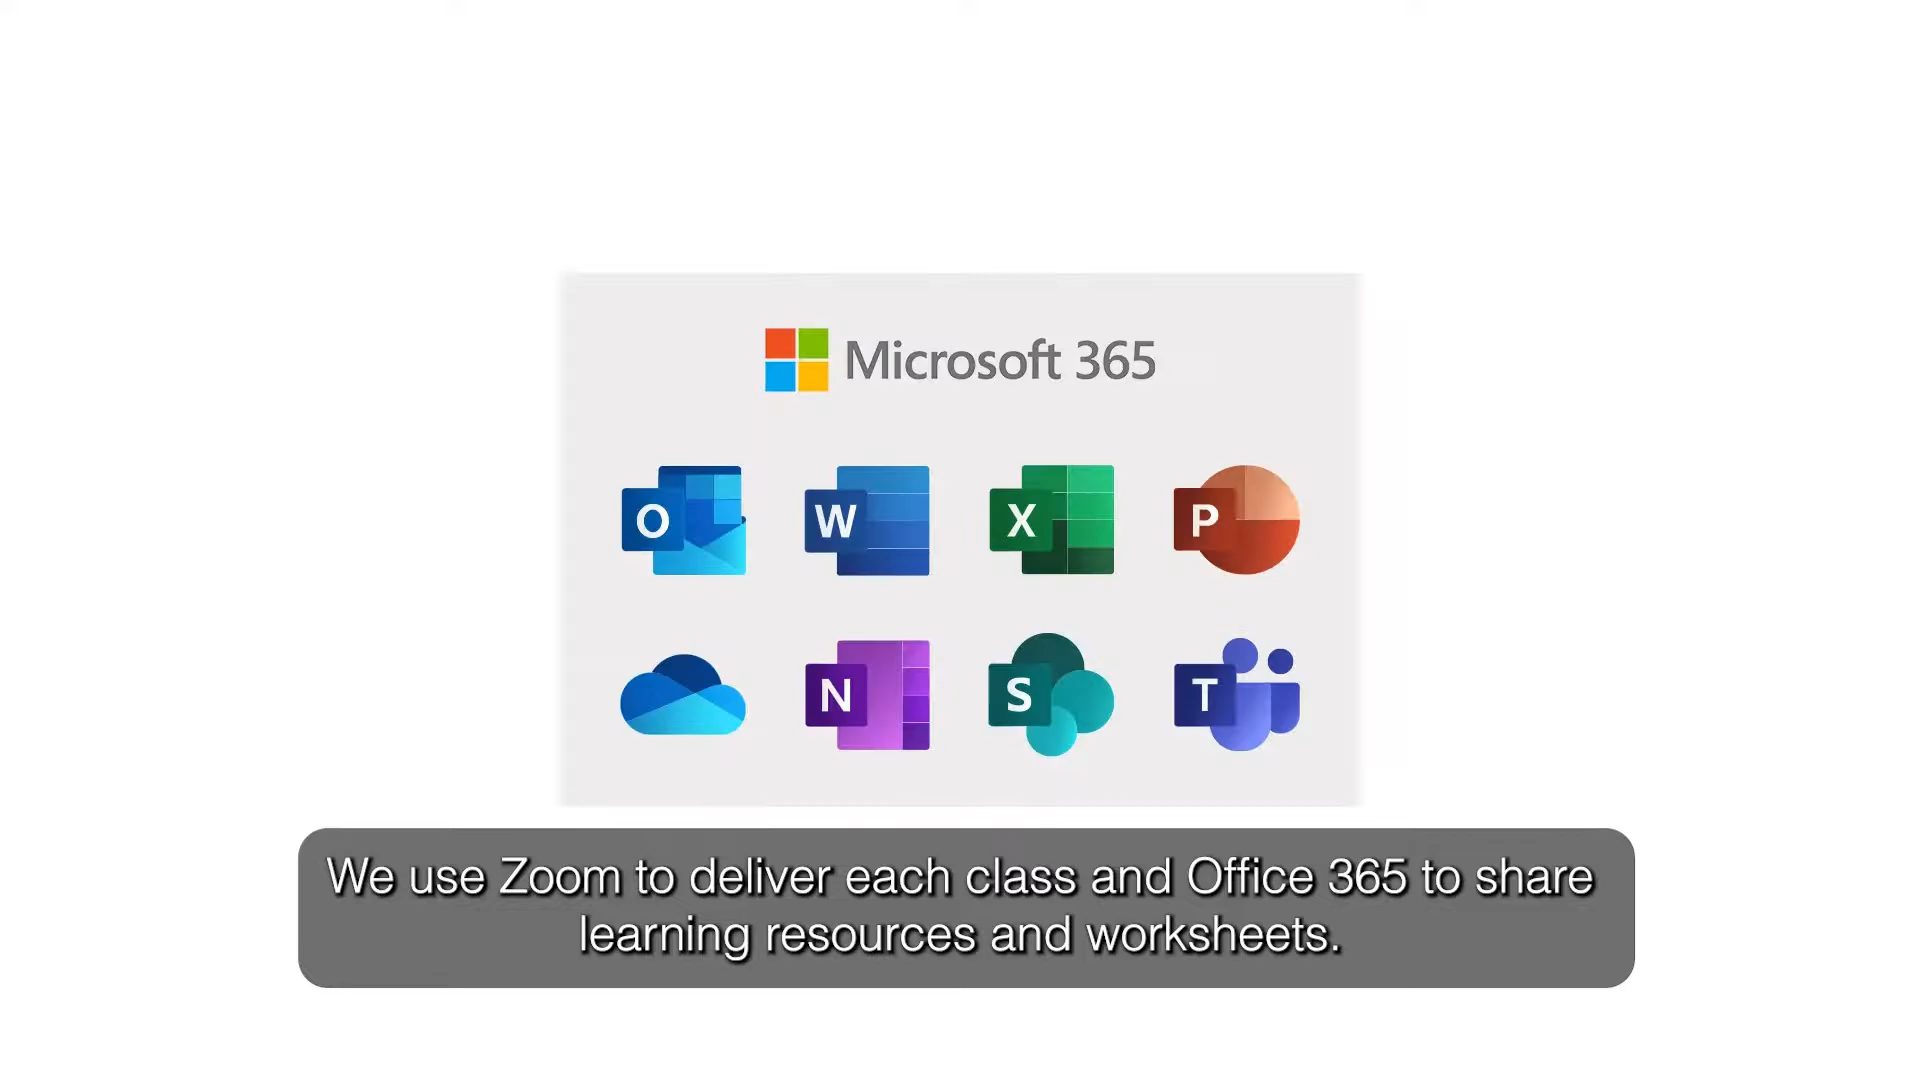 Microsoft 365
O W X P
N S T
We use Zoom to deliver each class and Office 365 to share
learning resources and worksheets.